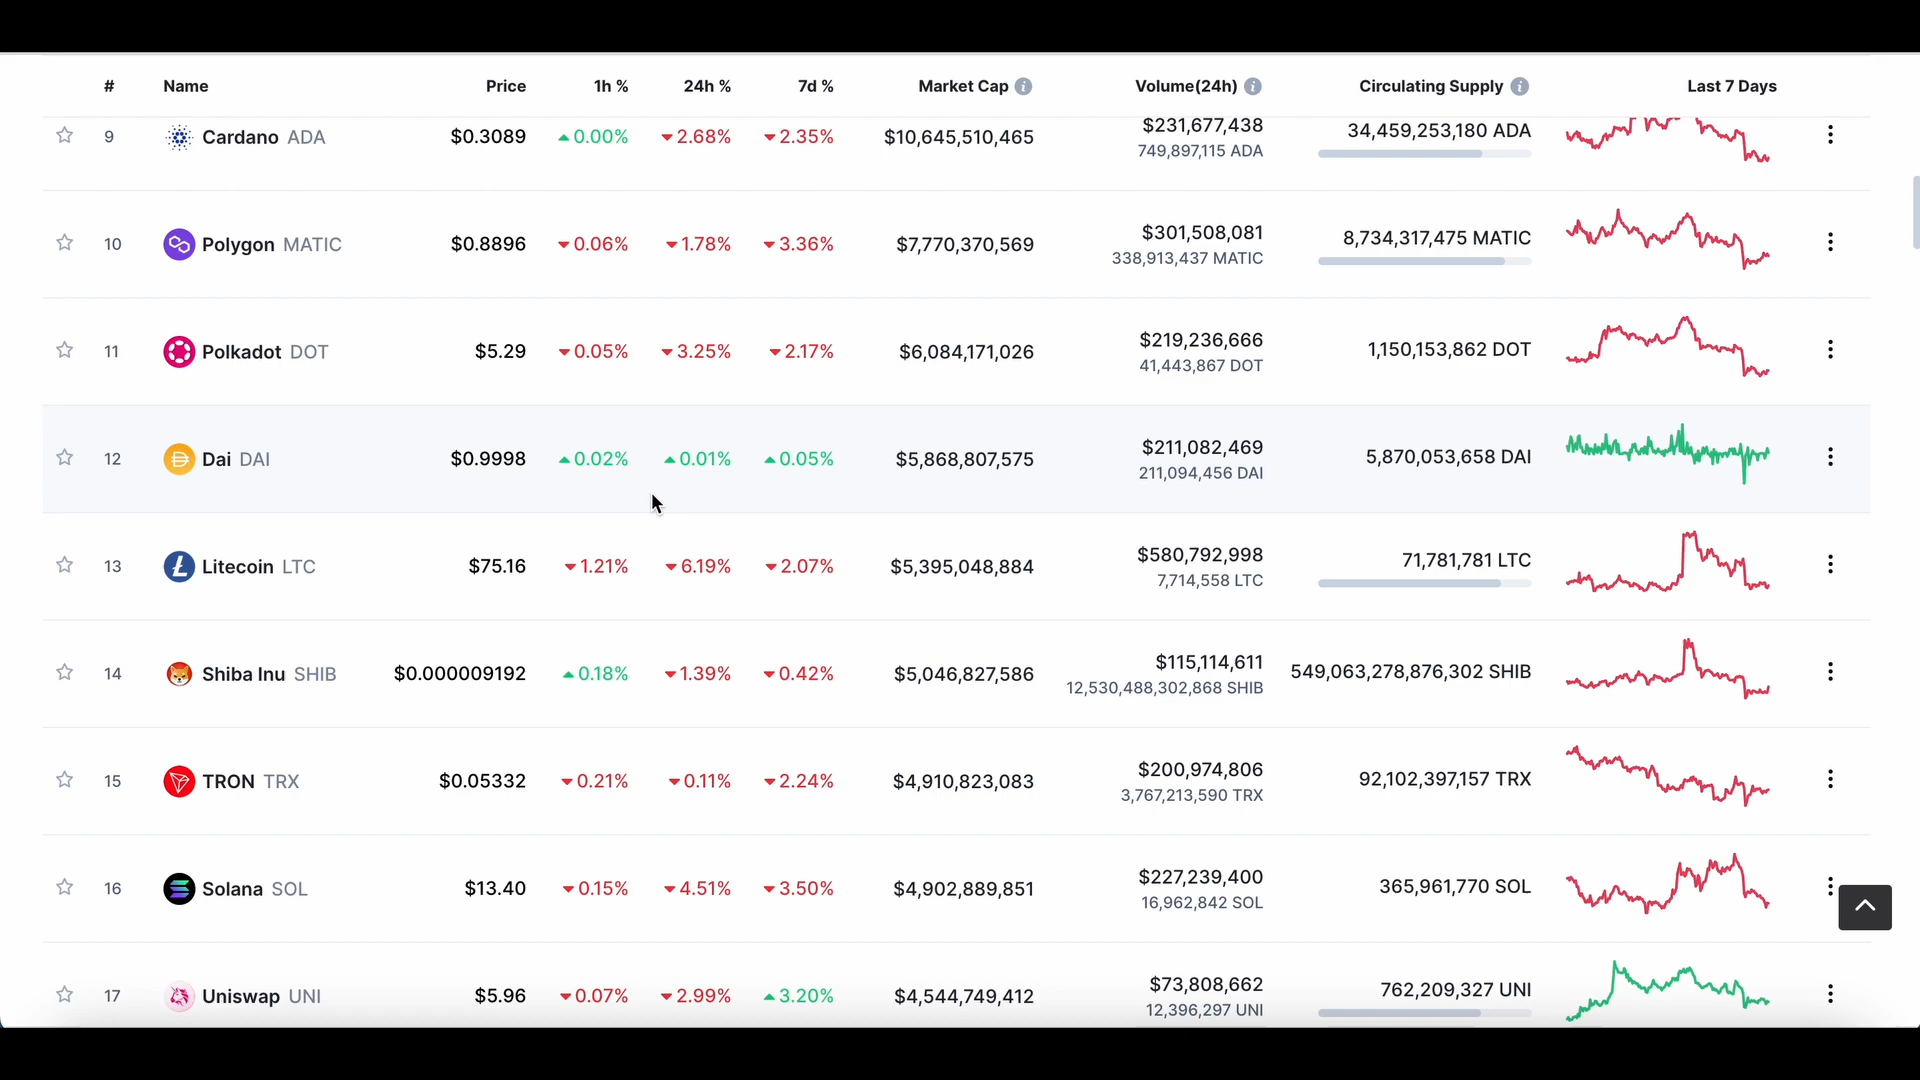 # Name Price 1h % 24h % 7d % Market Cap Volume(24h) Circulating Supply Last 7 Days
9 Cardano ADA $0.3089 0.00% 2.68% 2.35% $10,645,510,465 $231,677,438 34,459,253,180 ADA
749,897,115 ADA
10 Polygon MATIC $0.8896 0.06% 1.78% 3.36% $7,770,370,569 $301,508,081 8,734,317,475 MATIC
338,913,437 MATIC
11 Polkadot DOT $5.29 0.05% 3.25% 2.17% $6,084,171,026 $219,236,666 1,150,153,862 DOT
41,443,867 DOT
12 Dai DAI $0.9998 0.02% 0.01% 0.05% $5,868,807,575 $211,082,469 5,870,053,658 DAI
211,094,456 DAI
13 Litecoin LTC $75.16 1.21% 6.19% 2.07% $5,395,048,884 $580,792,998 71,781,781 LTC
7,714,558 LTC
14 Shiba Inu SHIB $0.000009192 0.18% 1.39% 0.42% $5,046,827,586 $115,114,611 549,063,278,876,302 SHIB
12,530,488,302,868 SHIB
15 TRON TRX $0.05332 0.21% 0.11% 2.24% $4,910,823,083 $200,974,806 92,102,397,157 TRX
3,767,213,590 TRX
16 Solana SOL $13.40 0.15% 4.51% 3.50% $4,902,889,851 $227,239,400 365,961,770 SOL
16,962,842 SOL
17 Uniswap UNI $5.96 0.07% 2.99% 3.20% $4,544,749,412 $73,808,662 762,209,327 UNI
12,396,297 UNI